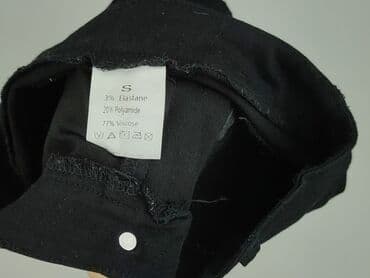 S
3% Elastane
20% Polyamide
77% Viscose